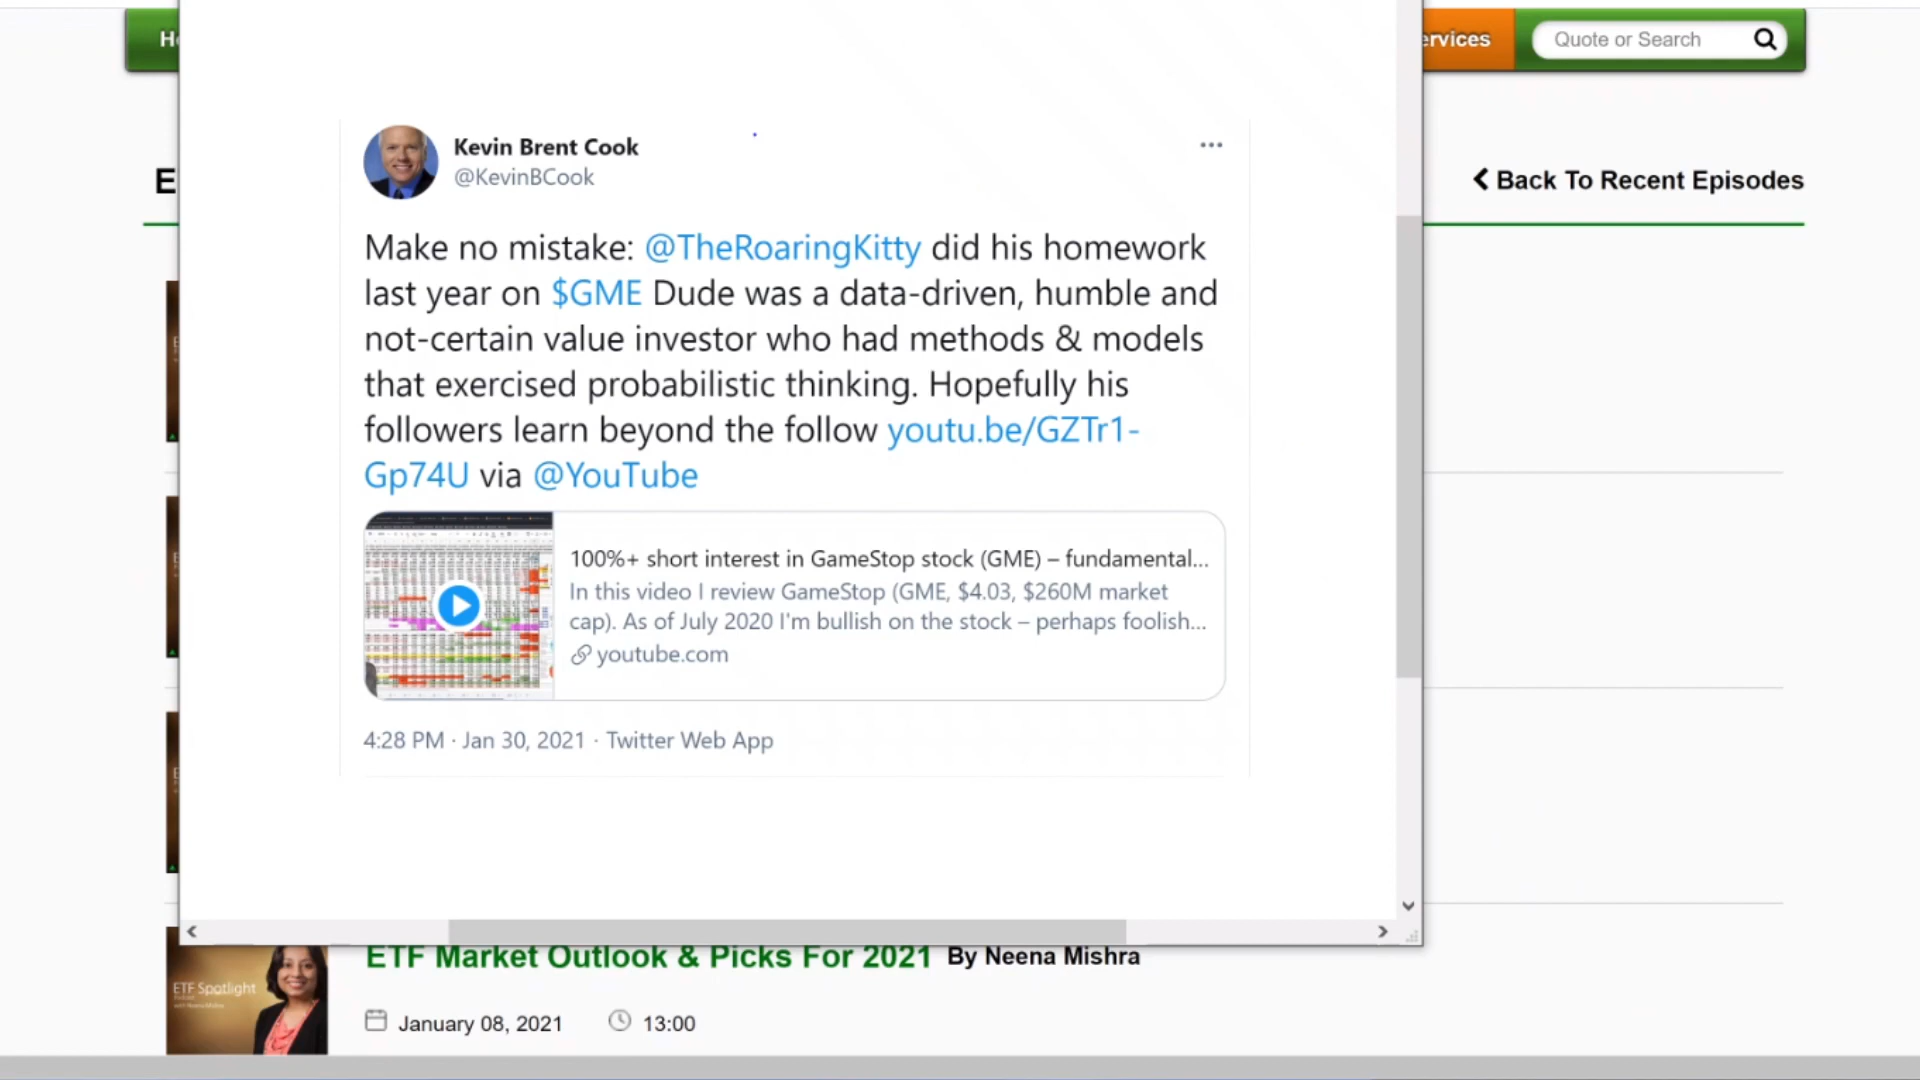 Quote or Search
Back To Recent Episodes
Kevin Brent Cook
@KevinBCook
Make no mistake: @TheRoaringKitty did his homework
last year on $GME Dude was a data-driven, humble and
not-certain value investor who had methods & models
that exercised probabilistic thinking. Hopefully his
followers learn beyond the follow youtu.be/GZTr1-
Gp74U via @YouTube
100%+ short interest in GameStop stock (GME) – fundamental...
In this video I review GameStop (GME, $4.03, $260M market
cap). As of July 2020 I'm bullish on the stock – perhaps foolish...
youtube.com
4:28 PM · Jan 30, 2021 · Twitter Web App
ETF Market Outlook & Picks For 2021 By Neena Mishra
ETF Spotlight
January 08, 2021 13:00